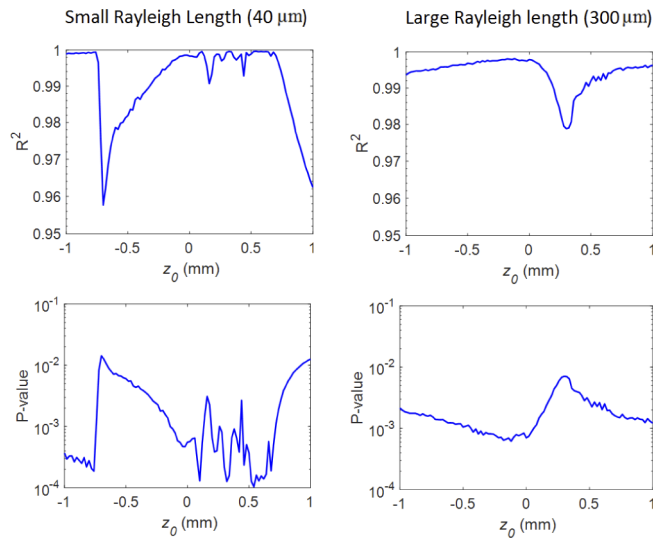 Small Rayleigh Length (40 μm)
Large Rayleigh length (300 μm)
1
0.99
0.98
0.97
0.96
0.95
R²
-1 -0.5 0 0.5 1
z₀ (mm)
1
0.99
0.98
0.97
0.96
0.95
R²
-1 -0.5 0 0.5 1
z₀ (mm)
10⁻¹
10⁻²
10⁻³
10⁻⁴
P-value
-1 -0.5 0 0.5 1
z₀ (mm)
10⁻¹
10⁻²
10⁻³
10⁻⁴
P-value
-1 -0.5 0 0.5 1
z₀ (mm)